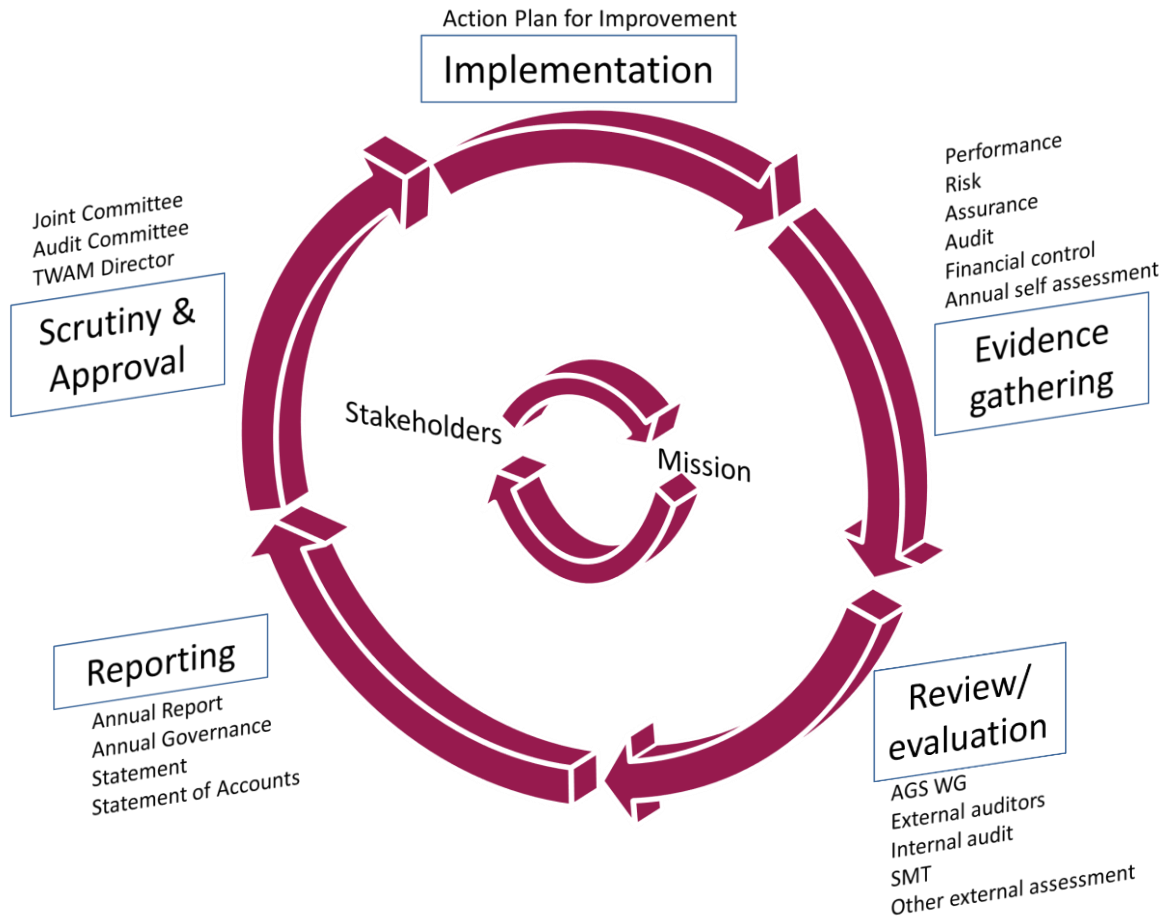 Action Plan for Improvement
Implementation
Performance
Risk
Assurance
Audit
Financial control
Annual self assessment
Evidence
gathering
Review/
evaluation
AGS WG
External auditors
Internal audit
SMT
Other external assessment
Reporting
Annual Report
Annual Governance
Statement
Statement of Accounts
Joint Committee
Audit Committee
TWAM Director
Scrutiny &
Approval
Stakeholders
Mission